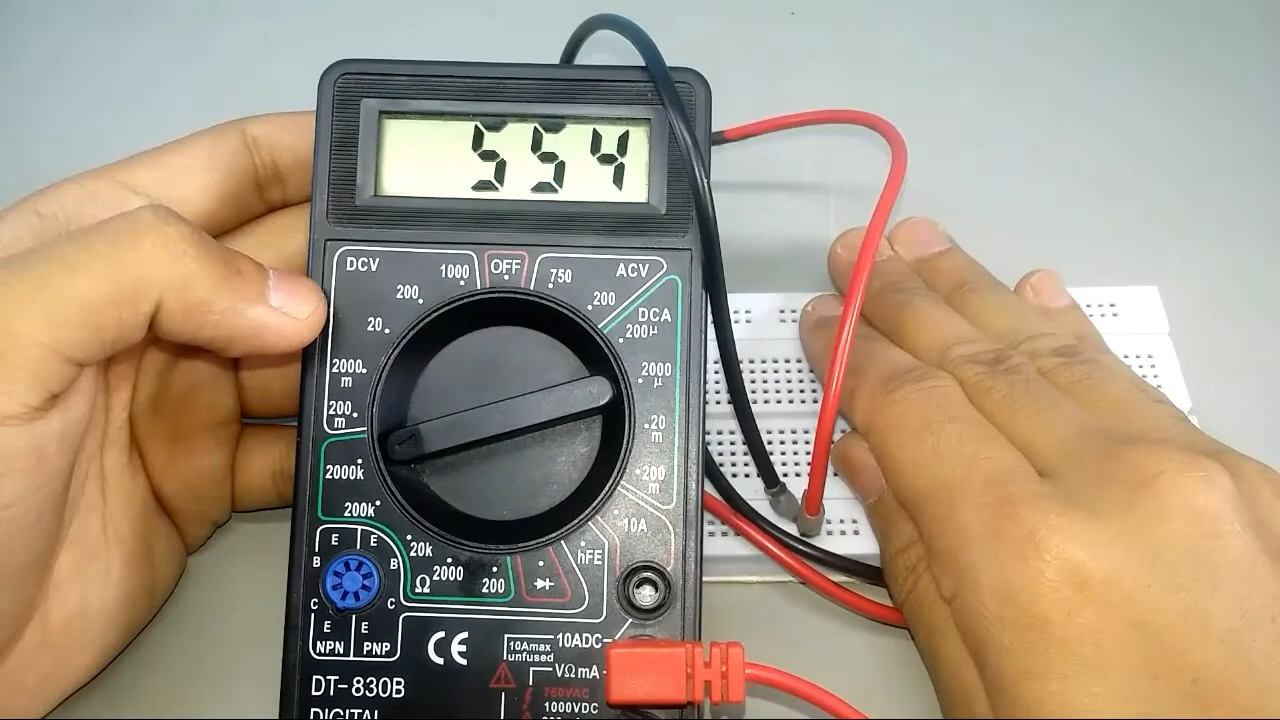 554
DCV
1000
OFF
750
ACV
200
200
DCA
20
200µ
2000
m
2000
µ
200
m
20
m
2000k
200
m
200k
10A
20k
hFE
Ω
2000
200
E
E
B
B
C
C
E
E
NPN
PNP
CE
10Amax
unfused
10ADC
VΩmA
DT-830B
750VAC
1000VDC
DIGITAL